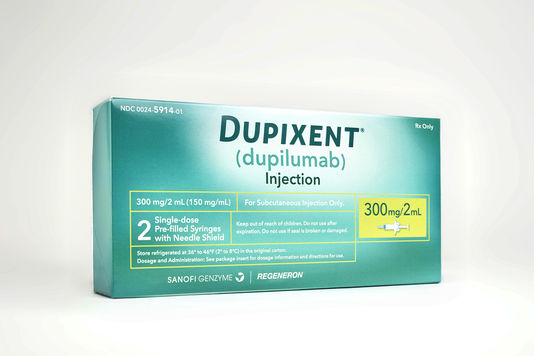 NDC 0024-5914-01
Rx Only
DUPIXENT®
(dupilumab)
Injection
300 mg/2 mL (150 mg/mL)
For Subcutaneous Injection Only.
300mg/2mL
2 Single-dose
Pre-filled Syringes
with Needle Shield
Keep out of reach of children. Do not use after
expiration. Do not use if seal is broken or damaged.
Store refrigerated at 36° to 46°F (2° to 8°C) in the original carton.
Dosage and Administration: See package insert for dosage information and directions for use.
SANOFI GENZYME
REGENERON